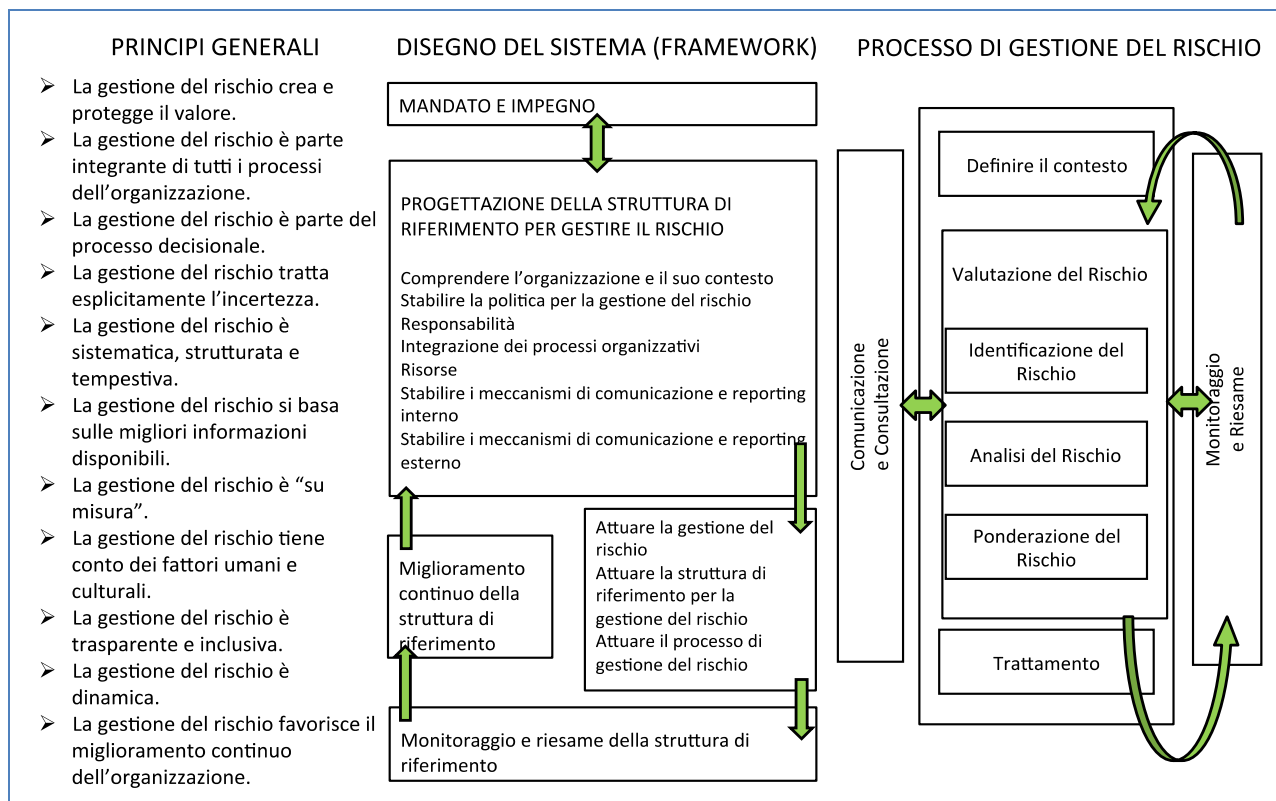 PRINCIPI GENERALI
➢ La gestione del rischio crea e
protegge il valore.
➢ La gestione del rischio è parte
integrante di tutti i processi
dell'organizzazione.
➢ La gestione del rischio è parte del
processo decisionale.
➢ La gestione del rischio tratta
esplicitamente l'incertezza.
➢ La gestione del rischio è
sistematica, strutturata e
tempestiva.
➢ La gestione del rischio si basa
sulle migliori informazioni
disponibili.
➢ La gestione del rischio è “su
misura”.
➢ La gestione del rischio tiene
conto dei fattori umani e
culturali.
➢ La gestione del rischio è
trasparente e inclusiva.
➢ La gestione del rischio è
dinamica.
➢ La gestione del rischio favorisce il
miglioramento continuo
dell'organizzazione.
DISEGNO DEL SISTEMA (FRAMEWORK)
MANDATO E IMPEGNO
PROGETTAZIONE DELLA STRUTTURA DI
RIFERIMENTO PER GESTIRE IL RISCHIO
Comprendere l'organizzazione e il suo contesto
Stabilire la politica per la gestione del rischio
Responsabilità
Integrazione dei processi organizzativi
Risorse
Stabilire i meccanismi di comunicazione e reporting
interno
Stabilire i meccanismi di comunicazione e reporting
esterno
Miglioramento
continuo della
struttura di
riferimento
Attuare la gestione del
rischio
Attuare la struttura di
riferimento per la
gestione del rischio
Attuare il processo di
gestione del rischio
Monitoraggio e riesame della struttura di
riferimento
PROCESSO DI GESTIONE DEL RISCHIO
Comunicazione
e Consultazione
Definire il contesto
Valutazione del Rischio
Identificazione del
Rischio
Analisi del Rischio
Ponderazione del
Rischio
Trattamento
Monitoraggio
e Riesame